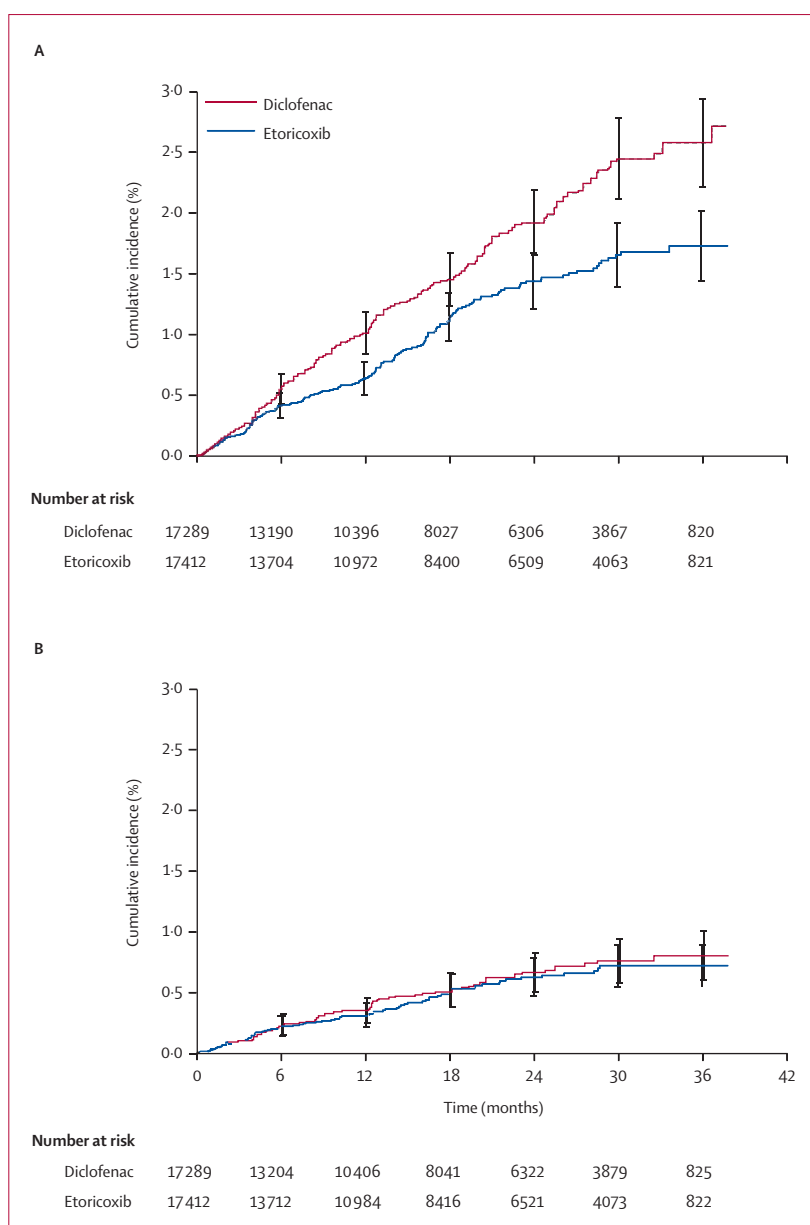 A
3·0
Diclofenac
Etoricoxib
2·5
2·0
1·5
1·0
0·5
0·0
Cumulative incidence (%)
Number at risk
Diclofenac 17289 13190 10396 8027 6306 3867 820
Etoricoxib 17412 13704 10972 8400 6509 4063 821
B
3·0
2·5
2·0
1·5
1·0
0·5
0·0
Cumulative incidence (%)
0 6 12 18 24 30 36 42
Time (months)
Number at risk
Diclofenac 17289 13204 10406 8041 6322 3879 825
Etoricoxib 17412 13712 10984 8416 6521 4073 822